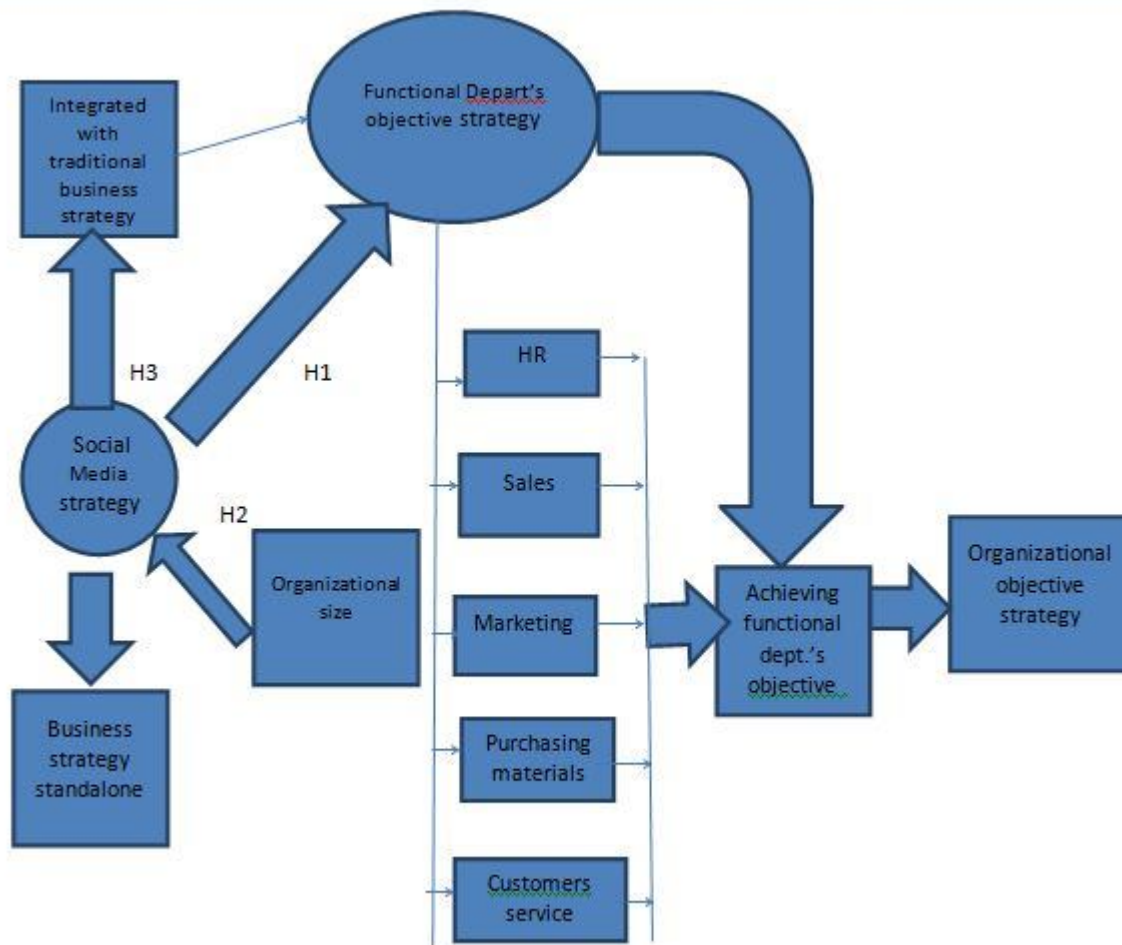 Integrated
with
traditional
business
strategy
Functional Depart's
objective strategy
H3
H1
HR
Social
Media
strategy
Sales
H2
Organizational
size
Marketing
Achieving
functional
dept.'s
objective
Organizational
objective
strategy
Business
strategy
standalone
Purchasing
materials
Customers
service